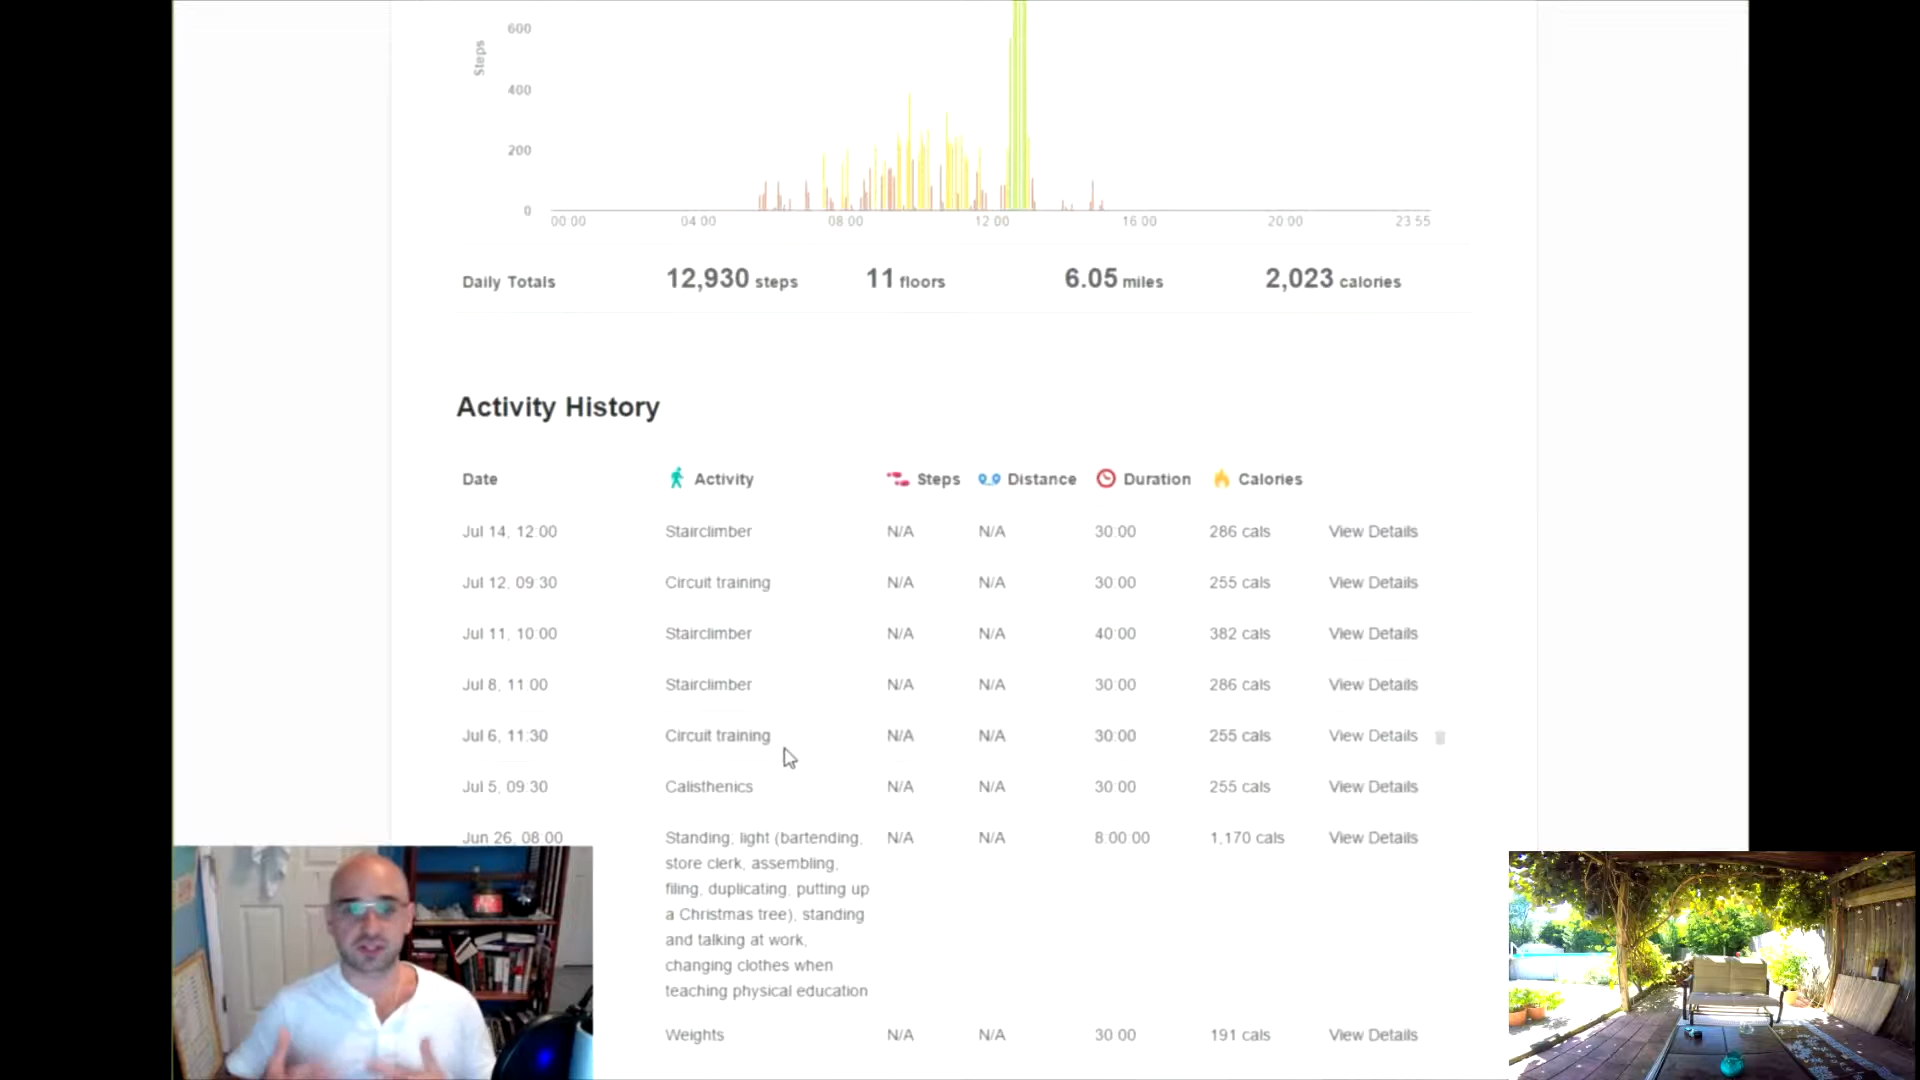 600
Steps
400
200
0
00:00 04:00 08:00 12:00 16:00 20:00 23:55
Daily Totals 12,930 steps 11 floors 6.05 miles 2,023 calories
Activity History
Date Activity Steps Distance Duration Calories
Jul 14, 12:00 Stairclimber N/A N/A 30:00 286 cals View Details
Jul 12, 09:30 Circuit training N/A N/A 30:00 255 cals View Details
Jul 11, 10:00 Stairclimber N/A N/A 40:00 382 cals View Details
Jul 8, 11:00 Stairclimber N/A N/A 30:00 286 cals View Details
Jul 6, 11:30 Circuit training N/A N/A 30:00 255 cals View Details
Jul 5, 09:30 Calisthenics N/A N/A 30:00 255 cals View Details
Jun 26, 08:00 Standing; light (bartending, N/A N/A 8:00:00 1,170 cals View Details
store clerk, assembling,
filing, duplicating, putting up
a Christmas tree), standing
and talking at work,
changing clothes when
teaching physical education
Weights N/A N/A 30:00 191 cals View Details